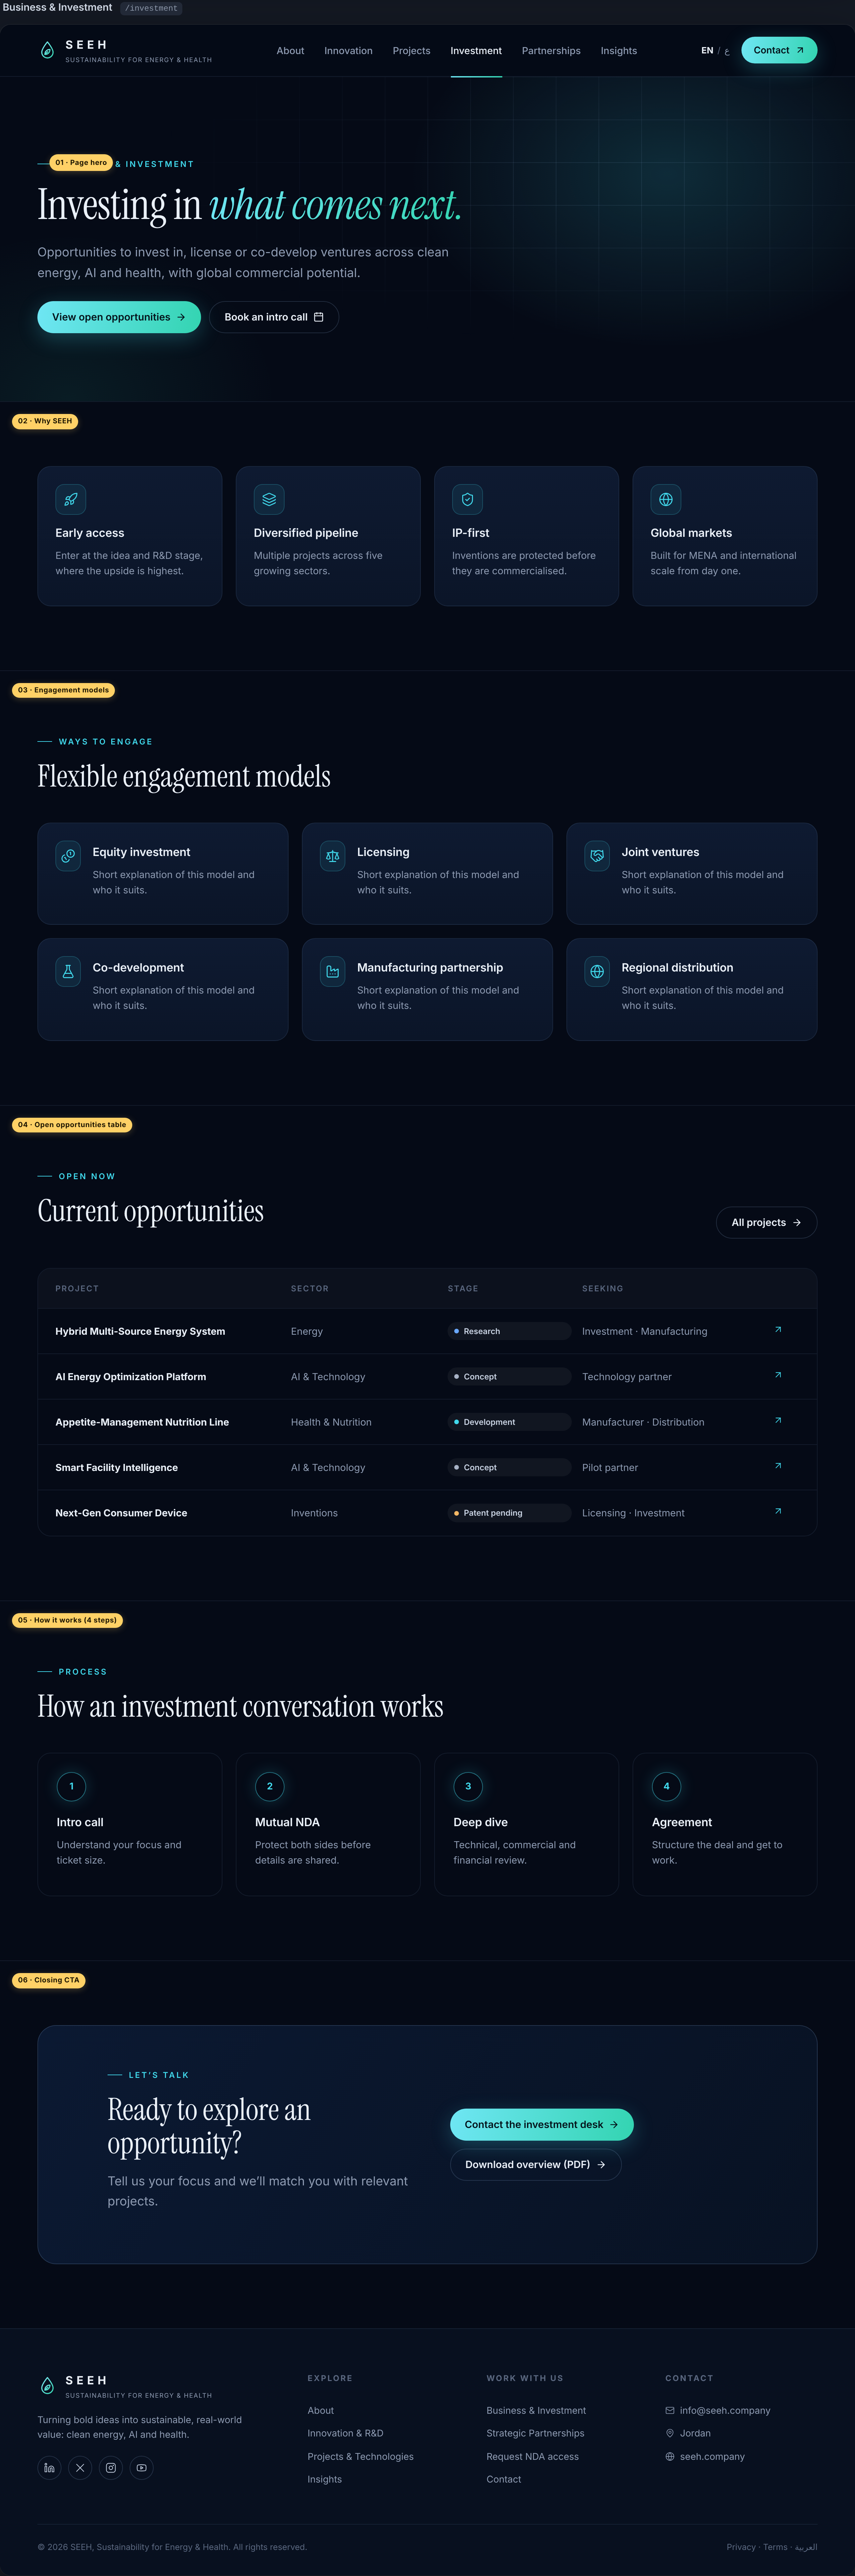 Business & Investment /investment
SEEH
SUSTAINABILITY FOR ENERGY & HEALTH
About Innovation Projects Investment Partnerships Insights
EN / ع
Contact
01 · Page hero
& INVESTMENT
Investing in what comes next.
Opportunities to invest in, license or co-develop ventures across clean
energy, AI and health, with global commercial potential.
View open opportunities
Book an intro call
02 · Why SEEH
Early access
Enter at the idea and R&D stage,
where the upside is highest.
Diversified pipeline
Multiple projects across five
growing sectors.
IP-first
Inventions are protected before
they are commercialised.
Global markets
Built for MENA and international
scale from day one.
03 · Engagement models
WAYS TO ENGAGE
Flexible engagement models
Equity investment
Short explanation of this model and
who it suits.
Licensing
Short explanation of this model and
who it suits.
Joint ventures
Short explanation of this model and
who it suits.
Co-development
Short explanation of this model and
who it suits.
Manufacturing partnership
Short explanation of this model and
who it suits.
Regional distribution
Short explanation of this model and
who it suits.
04 · Open opportunities table
OPEN NOW
Current opportunities
All projects
PROJECT SECTOR STAGE SEEKING
Hybrid Multi-Source Energy System Energy Research Investment · Manufacturing
AI Energy Optimization Platform AI & Technology Concept Technology partner
Appetite-Management Nutrition Line Health & Nutrition Development Manufacturer · Distribution
Smart Facility Intelligence AI & Technology Concept Pilot partner
Next-Gen Consumer Device Inventions Patent pending Licensing · Investment
05 · How it works (4 steps)
PROCESS
How an investment conversation works
1
Intro call
Understand your focus and
ticket size.
2
Mutual NDA
Protect both sides before
details are shared.
3
Deep dive
Technical, commercial and
financial review.
4
Agreement
Structure the deal and get to
work.
06 · Closing CTA
LET'S TALK
Ready to explore an
opportunity?
Tell us your focus and we'll match you with relevant
projects.
Contact the investment desk
Download overview (PDF)
SEEH
SUSTAINABILITY FOR ENERGY & HEALTH
Turning bold ideas into sustainable, real-world
value: clean energy, AI and health.
EXPLORE
About
Innovation & R&D
Projects & Technologies
Insights
WORK WITH US
Business & Investment
Strategic Partnerships
Request NDA access
Contact
CONTACT
info@seeh.company
Jordan
seeh.company
© 2026 SEEH, Sustainability for Energy & Health. All rights reserved.
Privacy · Terms · العربية